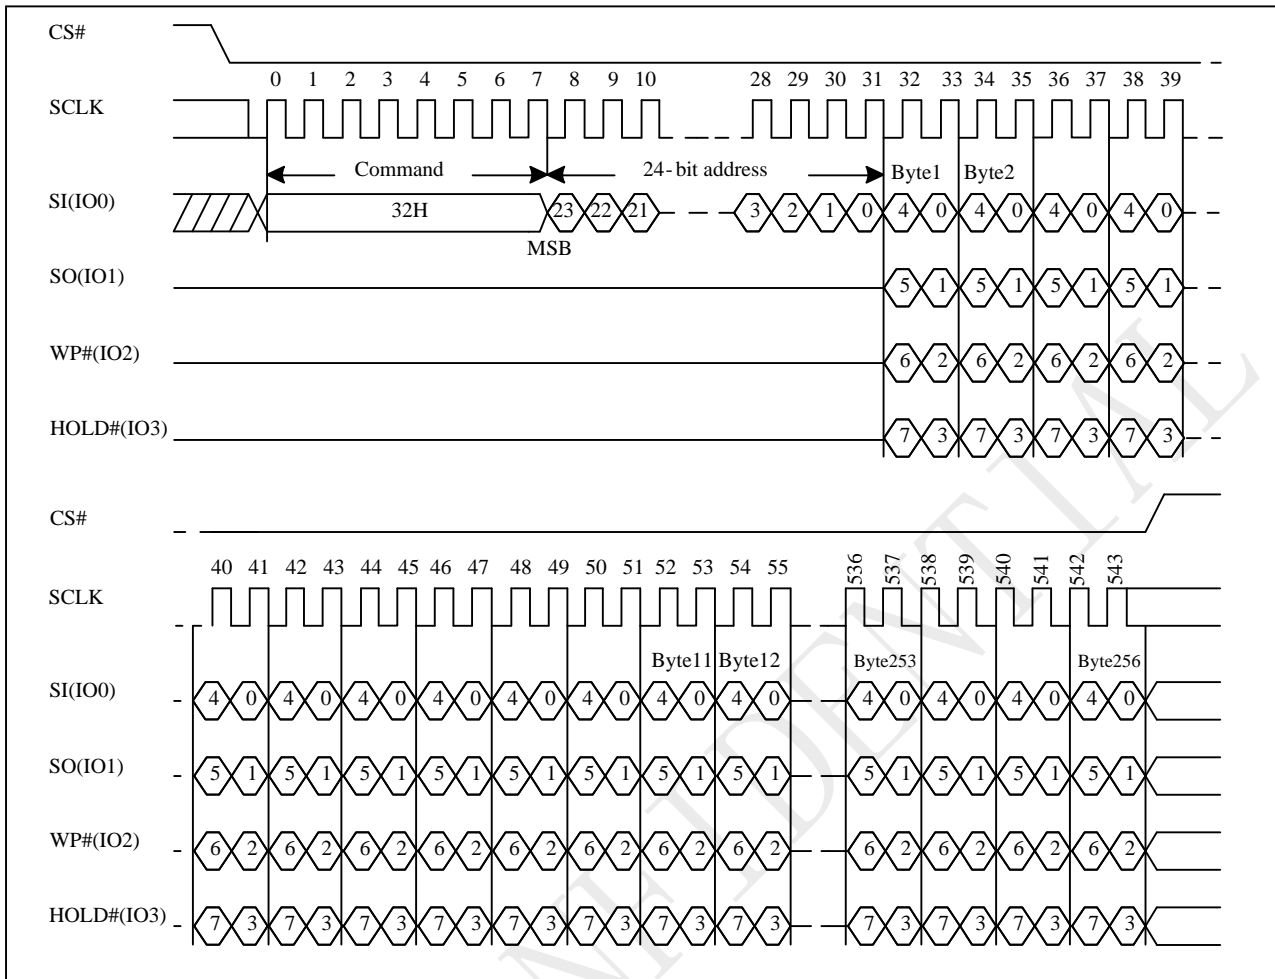 CS#
0 1 2 3 4 5 6 7 8 9 10 28 29 30 31 32 33 34 35 36 37 38 39
SCLK
Command 24-bit address Byte1 Byte2
SI(IO0) 32H 23 22 21 3 2 1 0 4 0 4 0 4 0 4 0
MSB
SO(IO1) 5 1 5 1 5 1 5 1
WP#(IO2) 6 2 6 2 6 2 6 2
HOLD#(IO3) 7 3 7 3 7 3 7 3
CS#
40 41 42 43 44 45 46 47 48 49 50 51 52 53 54 55 536 537 538 539 540 541 542 543
SCLK
Byte11 Byte12 Byte253 Byte256
SI(IO0) 4 0 4 0 4 0 4 0 4 0 4 0 4 0 4 0 4 0 4 0 4 0 4 0
SO(IO1) 5 1 5 1 5 1 5 1 5 1 5 1 5 1 5 1 5 1 5 1 5 1 5 1
WP#(IO2) 6 2 6 2 6 2 6 2 6 2 6 2 6 2 6 2 6 2 6 2 6 2 6 2
HOLD#(IO3) 7 3 7 3 7 3 7 3 7 3 7 3 7 3 7 3 7 3 7 3 7 3 7 3
NFIDENTIAL